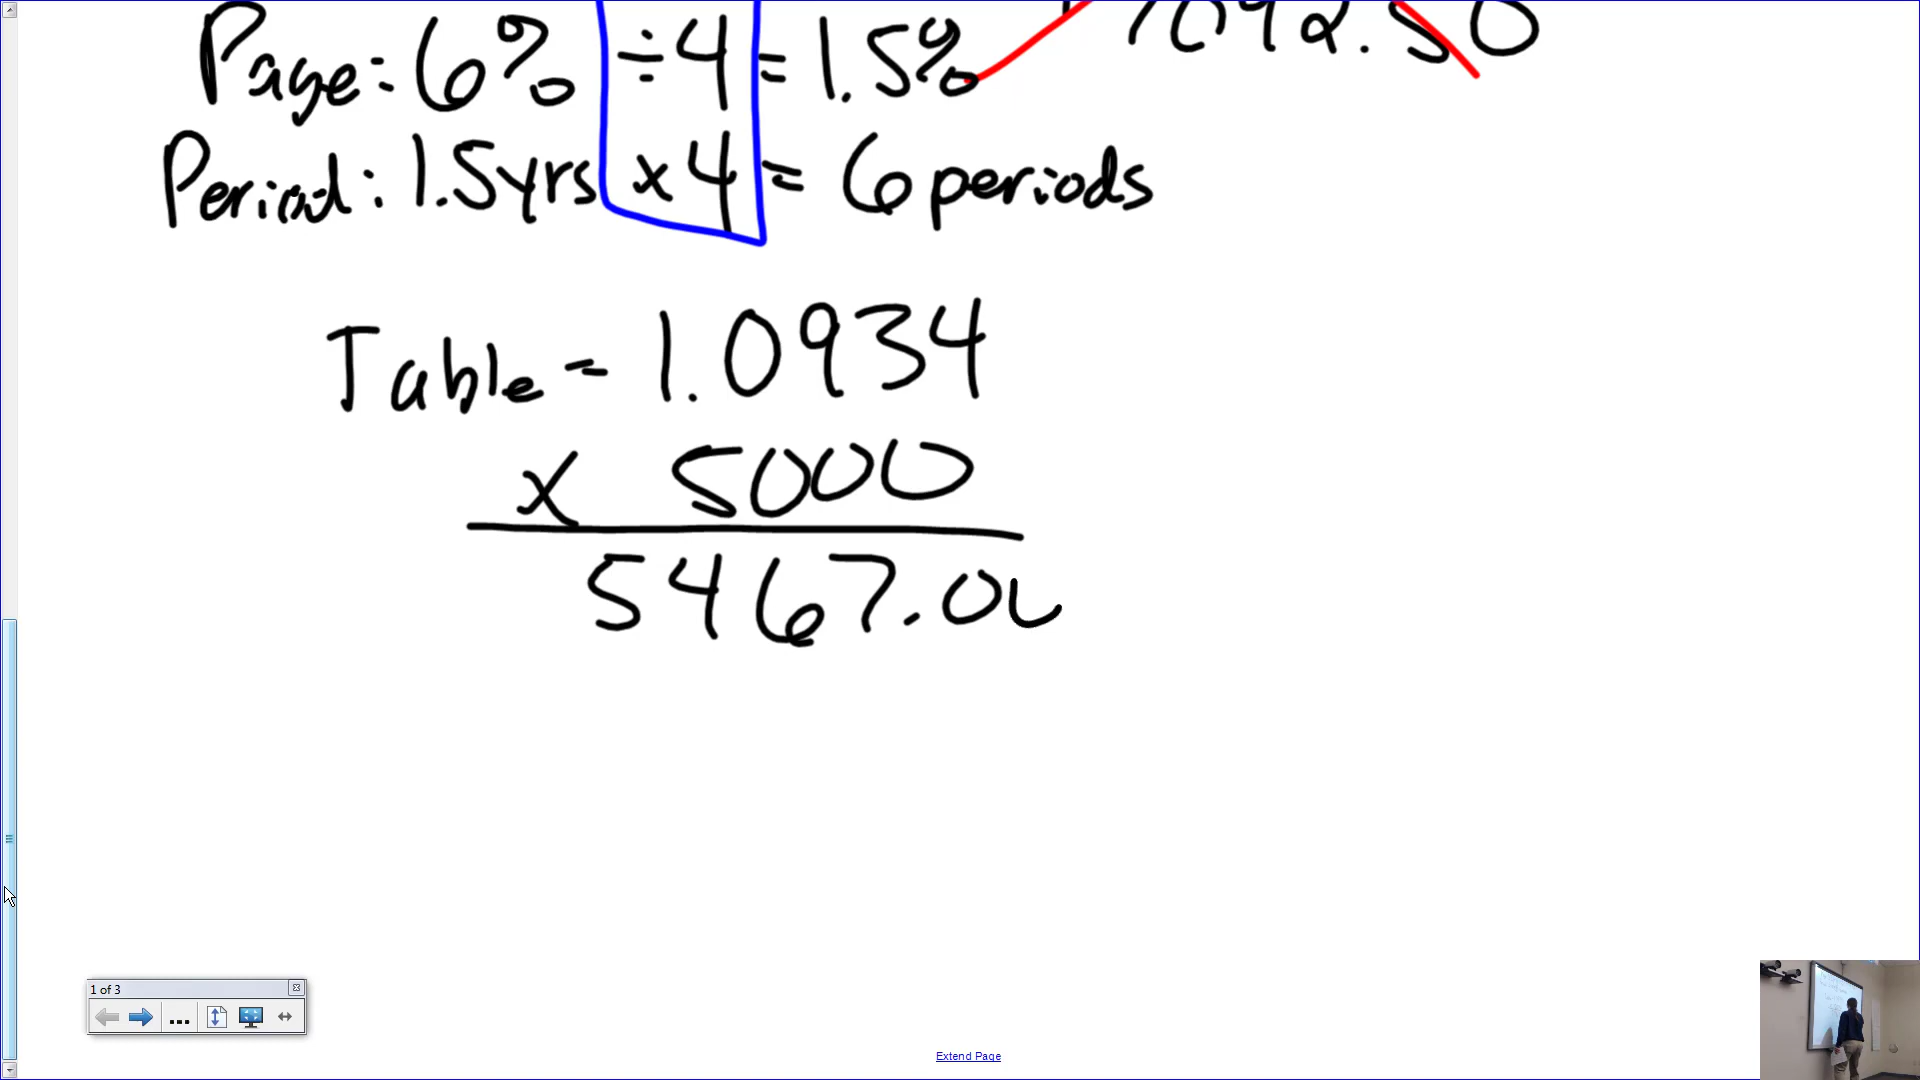 Page: 6% ÷4 = 1.5%
Period: 1.5yrs x4 = 6 periods
Table = 1.0934
x 5000
5467.00
1 of 3
Extend Page